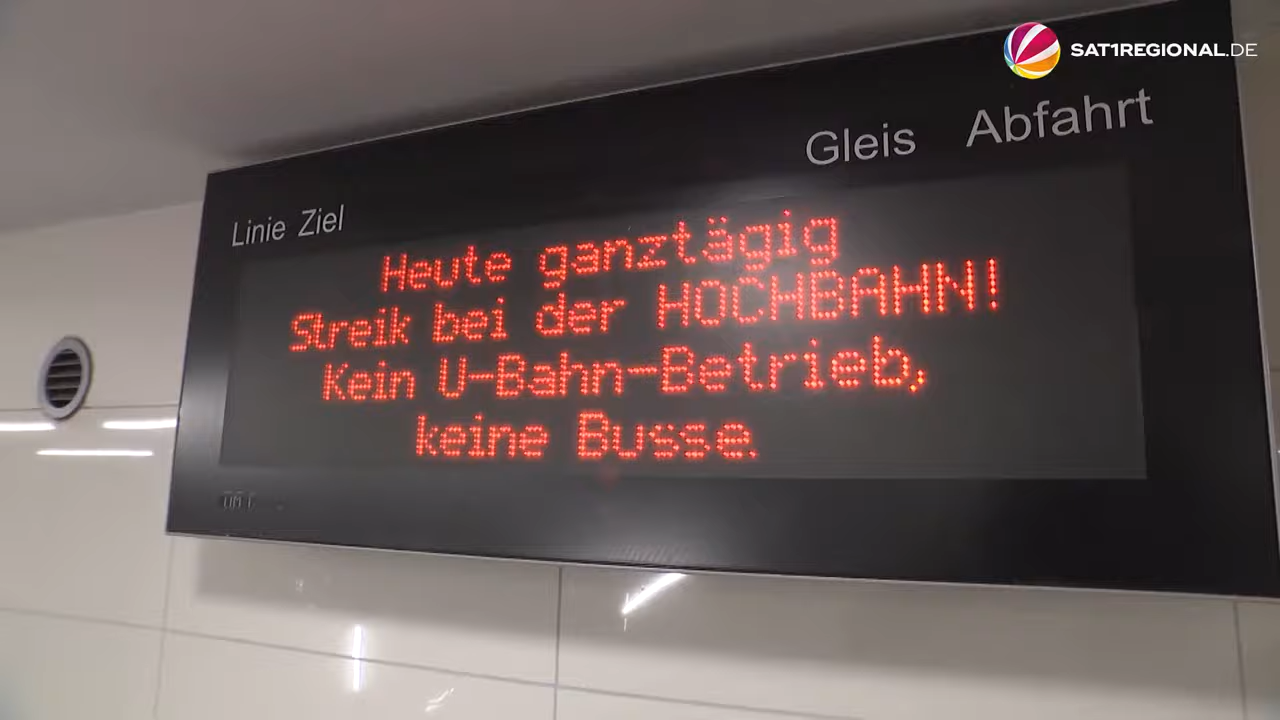 SAT1REGIONAL.DE
Gleis Abfahrt
Linie Ziel
Heute ganztägig
Streik bei der HOCHBAHN!
Kein U-Bahn-Betrieb,
keine Busse.